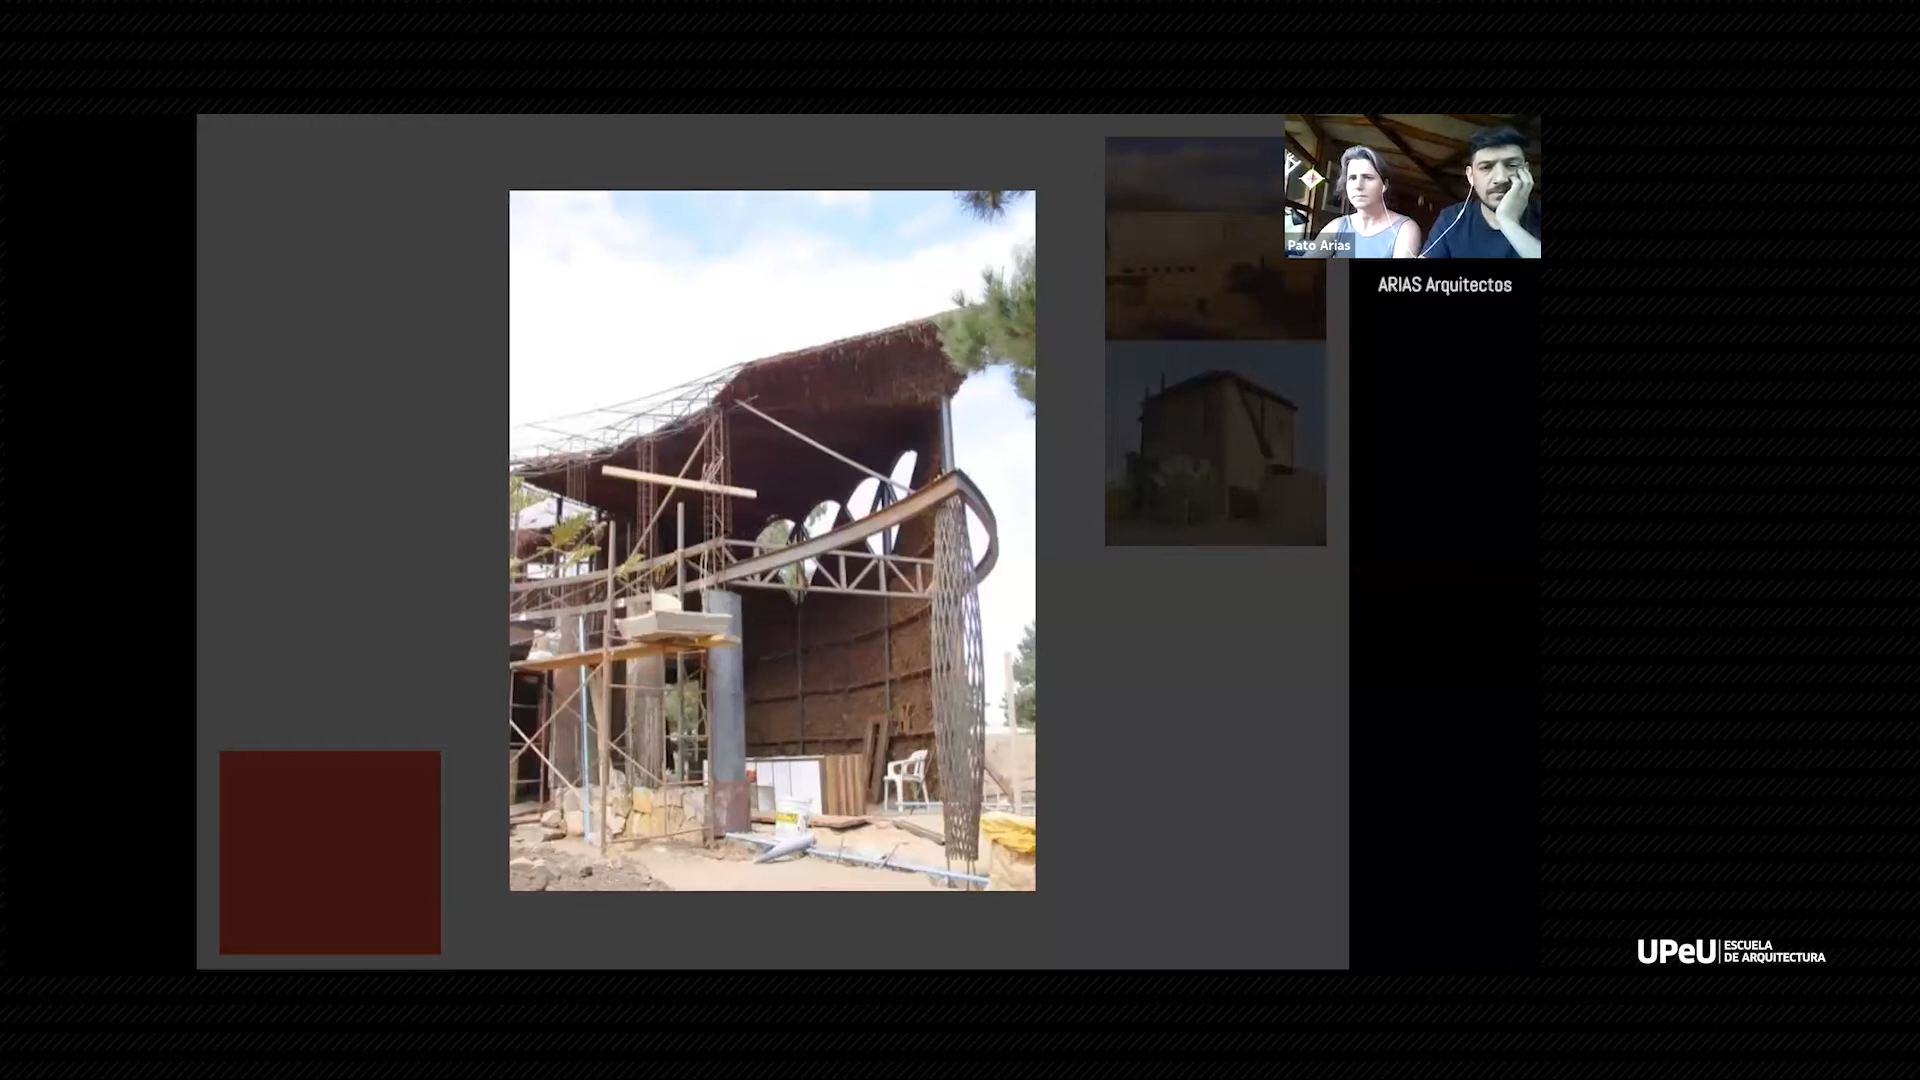 Pato Arias
ARIAS Arquitectos
UPeU
ESCUELA
DE ARQUITECTURA